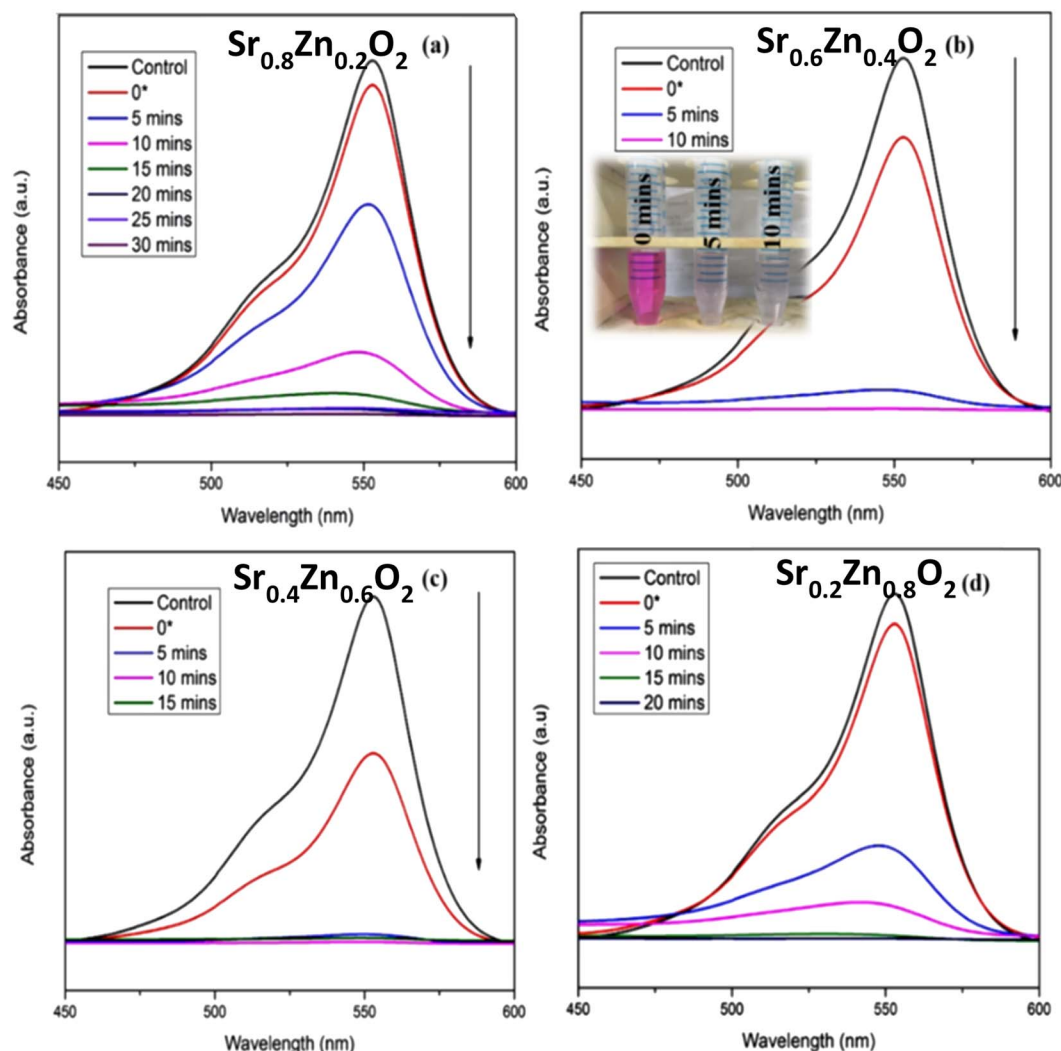 Sr0.8Zn0.2O2 (a)
Control
0*
5 mins
10 mins
15 mins
20 mins
25 mins
30 mins
Absorbance (a.u.)
450 500 550 600
Wavelength (nm)
Sr0.6Zn0.4O2 (b)
Control
0*
5 mins
10 mins
0 mins
5 mins
10 mins
Absorbance (a.u.)
450 500 550 600
Wavelength (nm)
Sr0.4Zn0.6O2 (c)
Control
0*
5 mins
10 mins
15 mins
Absorbance (a.u.)
450 500 550 600
Wavelength (nm)
Sr0.2Zn0.8O2 (d)
Control
0*
5 mins
10 mins
15 mins
20 mins
Absorbance (a.u)
450 500 550 600
Wavelength (nm)